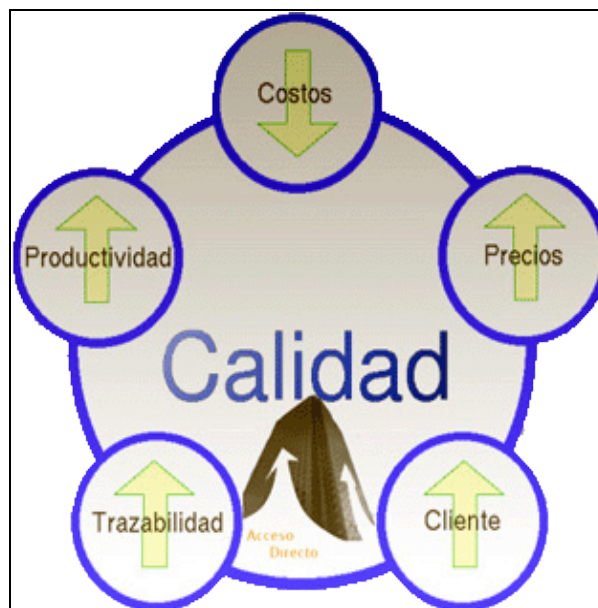 Costos
Productividad
Precios
Calidad
Trazabilidad
Cliente
Acceso
Directo